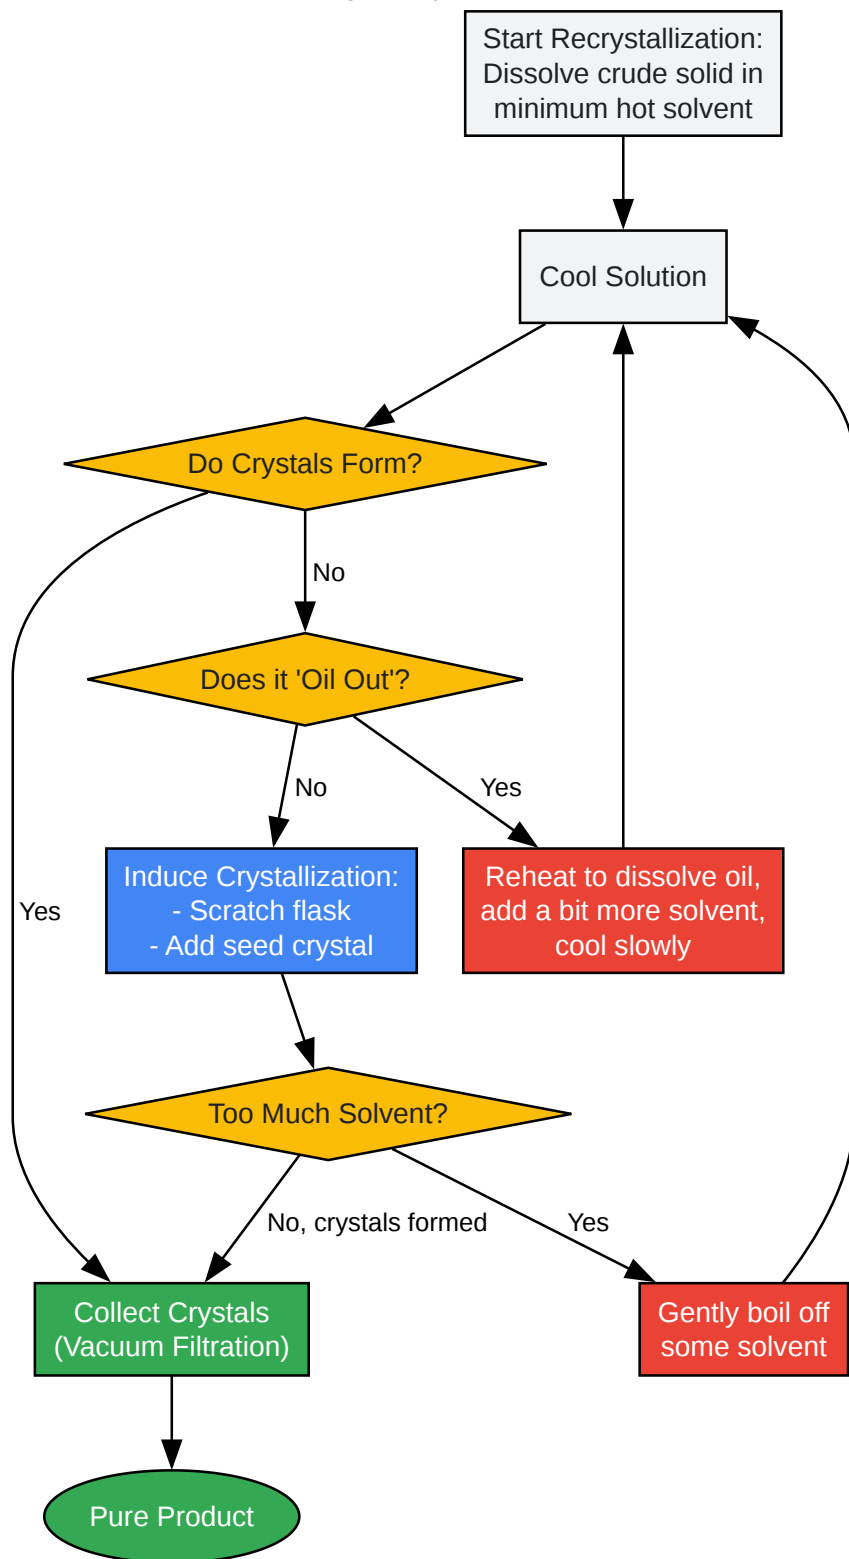 Start Recrystallization:
Dissolve crude solid in
minimum hot solvent
Cool Solution
Do Crystals Form?
No
Does it 'Oil Out'?
No
Yes
Induce Crystallization:
- Scratch flask
- Add seed crystal
Reheat to dissolve oil,
add a bit more solvent,
cool slowly
Yes
Too Much Solvent?
No, crystals formed
Yes
Collect Crystals
(Vacuum Filtration)
Gently boil off
some solvent
Pure Product